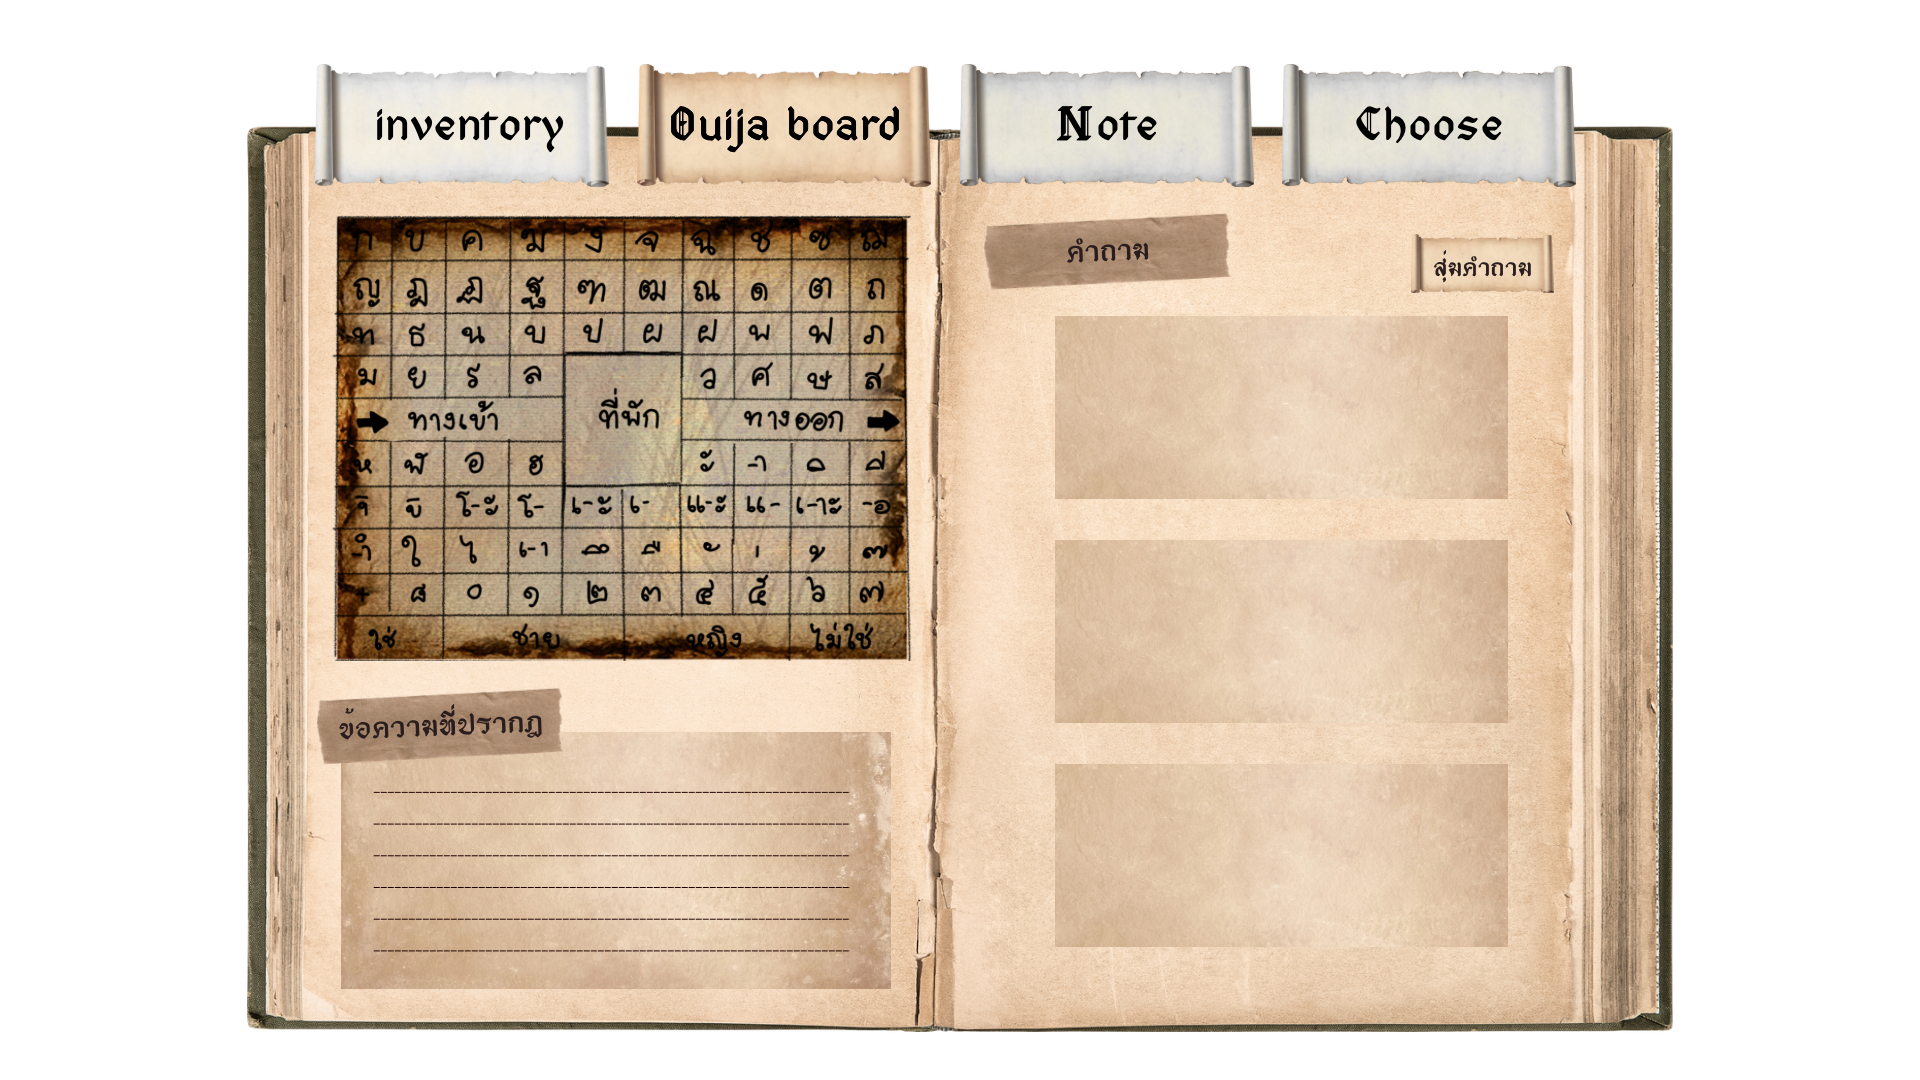 inventory
Ouija board
Note
Choose
ก ข ค ฆ ง จ ฉ ช ซ ฌ
ญ ฎ ฏ ฐ ฑ ฒ ณ ด ต ถ
ท ธ น บ ป ผ ฝ พ ฟ ภ
ม ย ร ล ว ศ ษ ส
ทางเข้า ที่พัก ทางออก
ห ฬ อ ฮ -ะ -า -ิ -ี
โ-ะ โ- เ-ะ เ- แ-ะ แ- เ-าะ -อ
-ำ ใ ไ เ-า -ึ -ื -ั -ุ -ู ๗
+ ๘ ๐ ๑ ๒ ๓ ๔ ๕ ๖ ๗
ใช่ ชาย หญิง ไม่ใช่
ข้อความที่ปรากฎ
คำถาม
สุ่มคำถาม